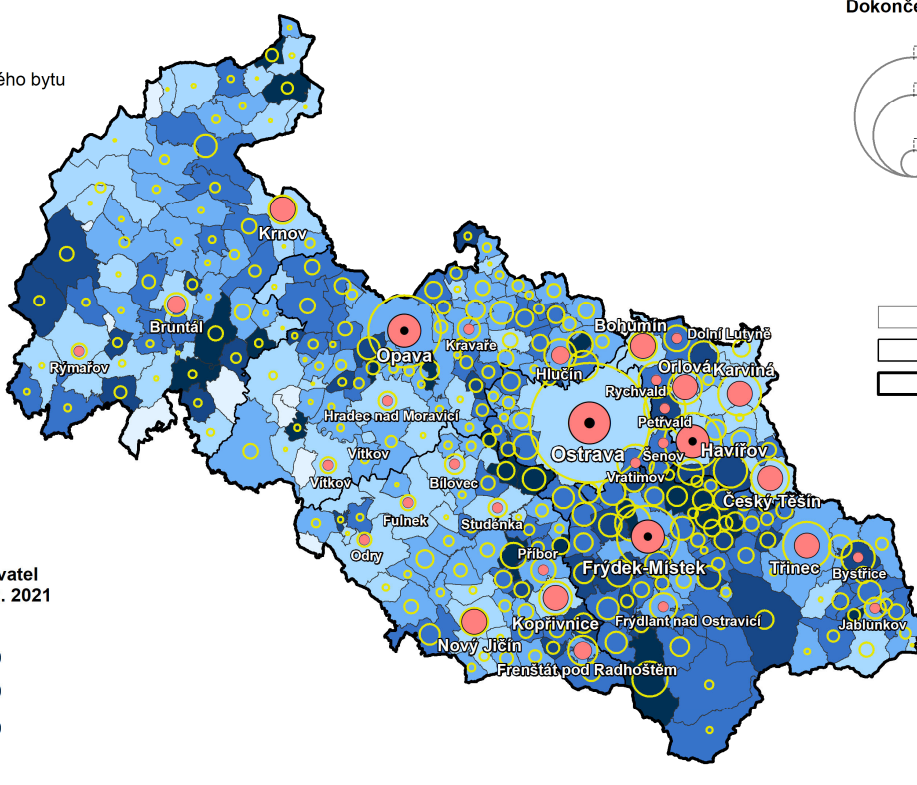 Dokonče
ého bytu
Krnov
Bruntál
Rýmařov
Opava
Kravaře
Bohumín
Dolní Lutyně
Hlučín
Orlová
Karviná
Rychvald
Petřvald
Hradec nad Moravicí
Ostrava
Šenov
Havířov
Vítkov
Vratimov
Vítkov
Bílovec
Český Těšín
Fulnek
Studénka
Odry
Příbor
Frýdek-Místek
Třinec
Bystřice
vatel
. 2021
Kopřivnice
Frýdlant nad Ostravicí
Jablunkov
Nový Jičín
Frenštát pod Radhoštěm